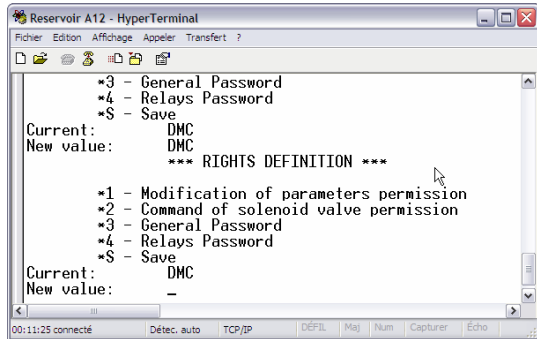 Reservoir A12 - HyperTerminal
Fichier Edition Affichage Appeler Transfert ?
*3 - General Password
*4 - Relays Password
*S - Save
Current: DMC
New value: DMC
*** RIGHTS DEFINITION ***
*1 - Modification of parameters permission
*2 - Command of solenoid valve permission
*3 - General Password
*4 - Relays Password
*S - Save
Current: DMC
New value: _
00:11:25 connecté Détec. auto TCP/IP DÉFIL Maj Num Capturer Écho